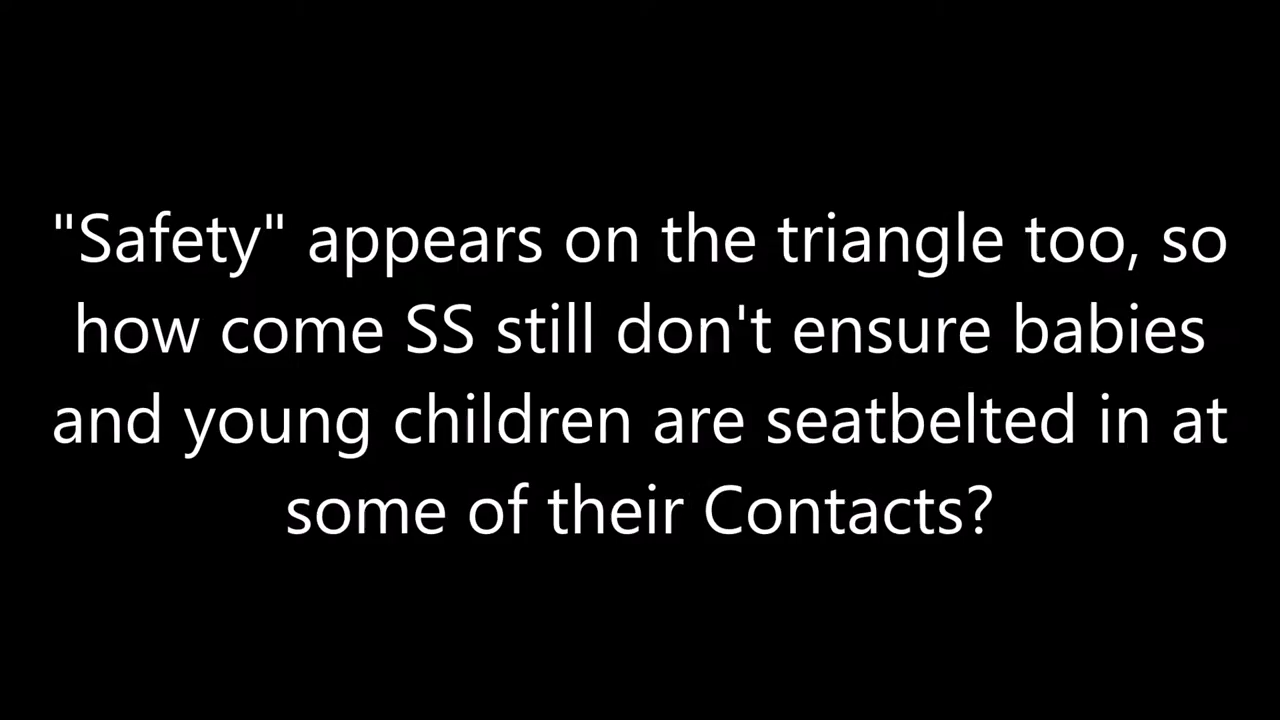 "Safety" appears on the triangle too, so
how come SS still don't ensure babies
and young children are seatbelted in at
some of their Contacts?